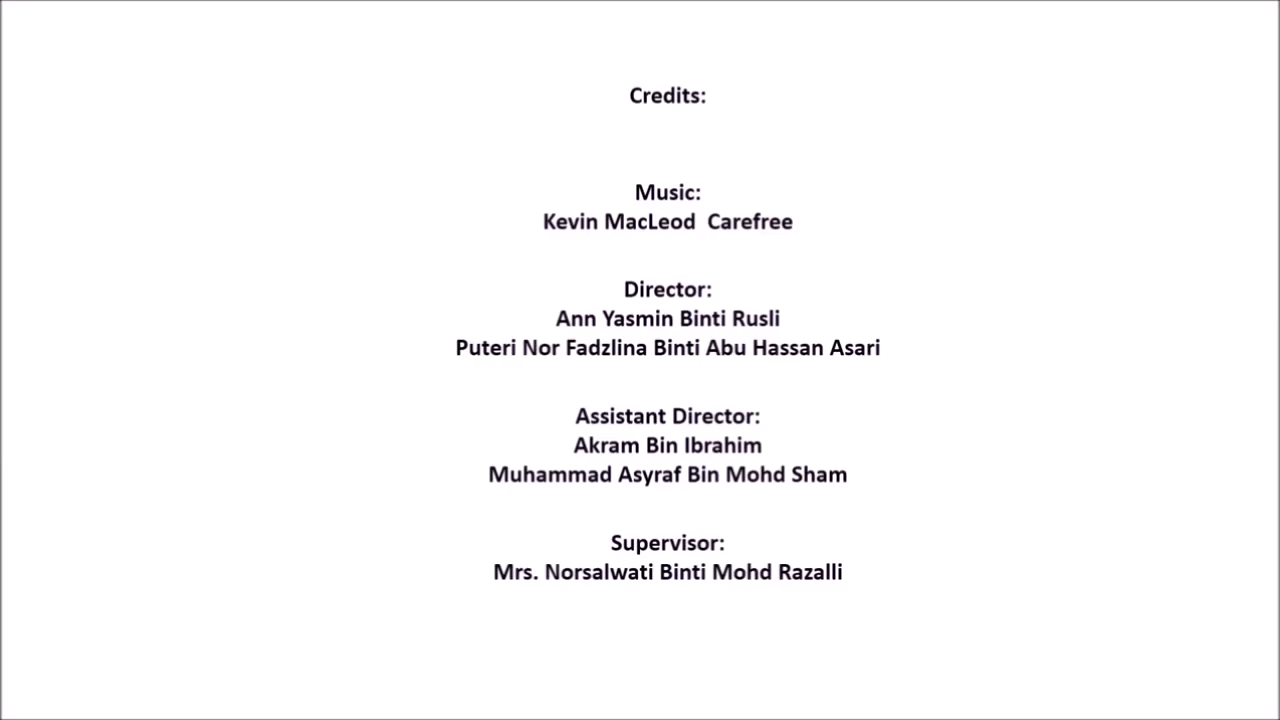 Credits:
Music:
Kevin MacLeod  Carefree
Director:
Ann Yasmin Binti Rusli
Puteri Nor Fadzlina Binti Abu Hassan Asari
Assistant Director:
Akram Bin Ibrahim
Muhammad Asyraf Bin Mohd Sham
Supervisor:
Mrs. Norsalwati Binti Mohd Razalli